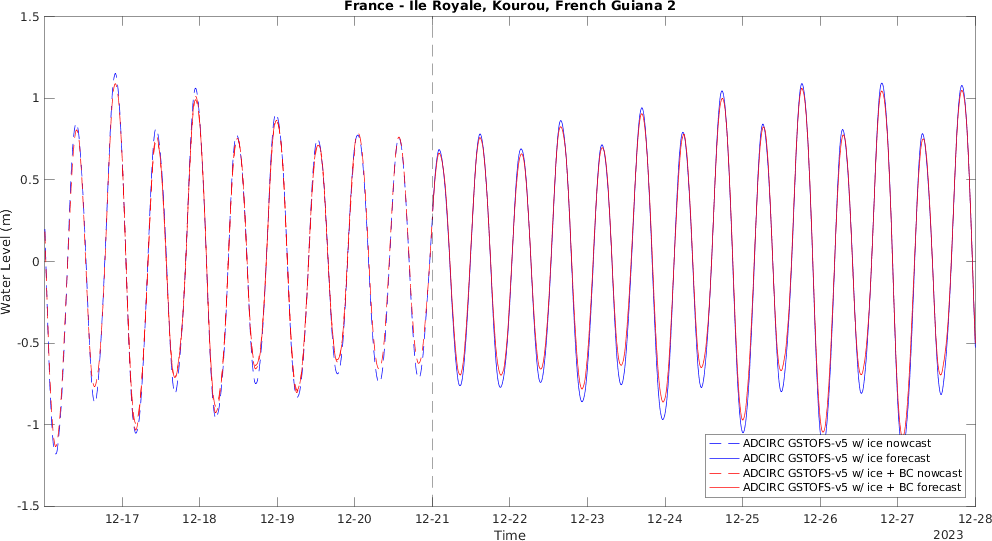 France - Ile Royale, Kourou, French Guiana 2
1.5
1
0.5
0
-0.5
-1
-1.5
Water Level (m)
12-17
12-18
12-19
12-20
12-21
12-22
12-23
12-24
12-25
12-26
12-27
12-28
Time
2023
ADCIRC GSTOFS-v5 w/ ice nowcast
ADCIRC GSTOFS-v5 w/ ice forecast
ADCIRC GSTOFS-v5 w/ ice + BC nowcast
ADCIRC GSTOFS-v5 w/ ice + BC forecast